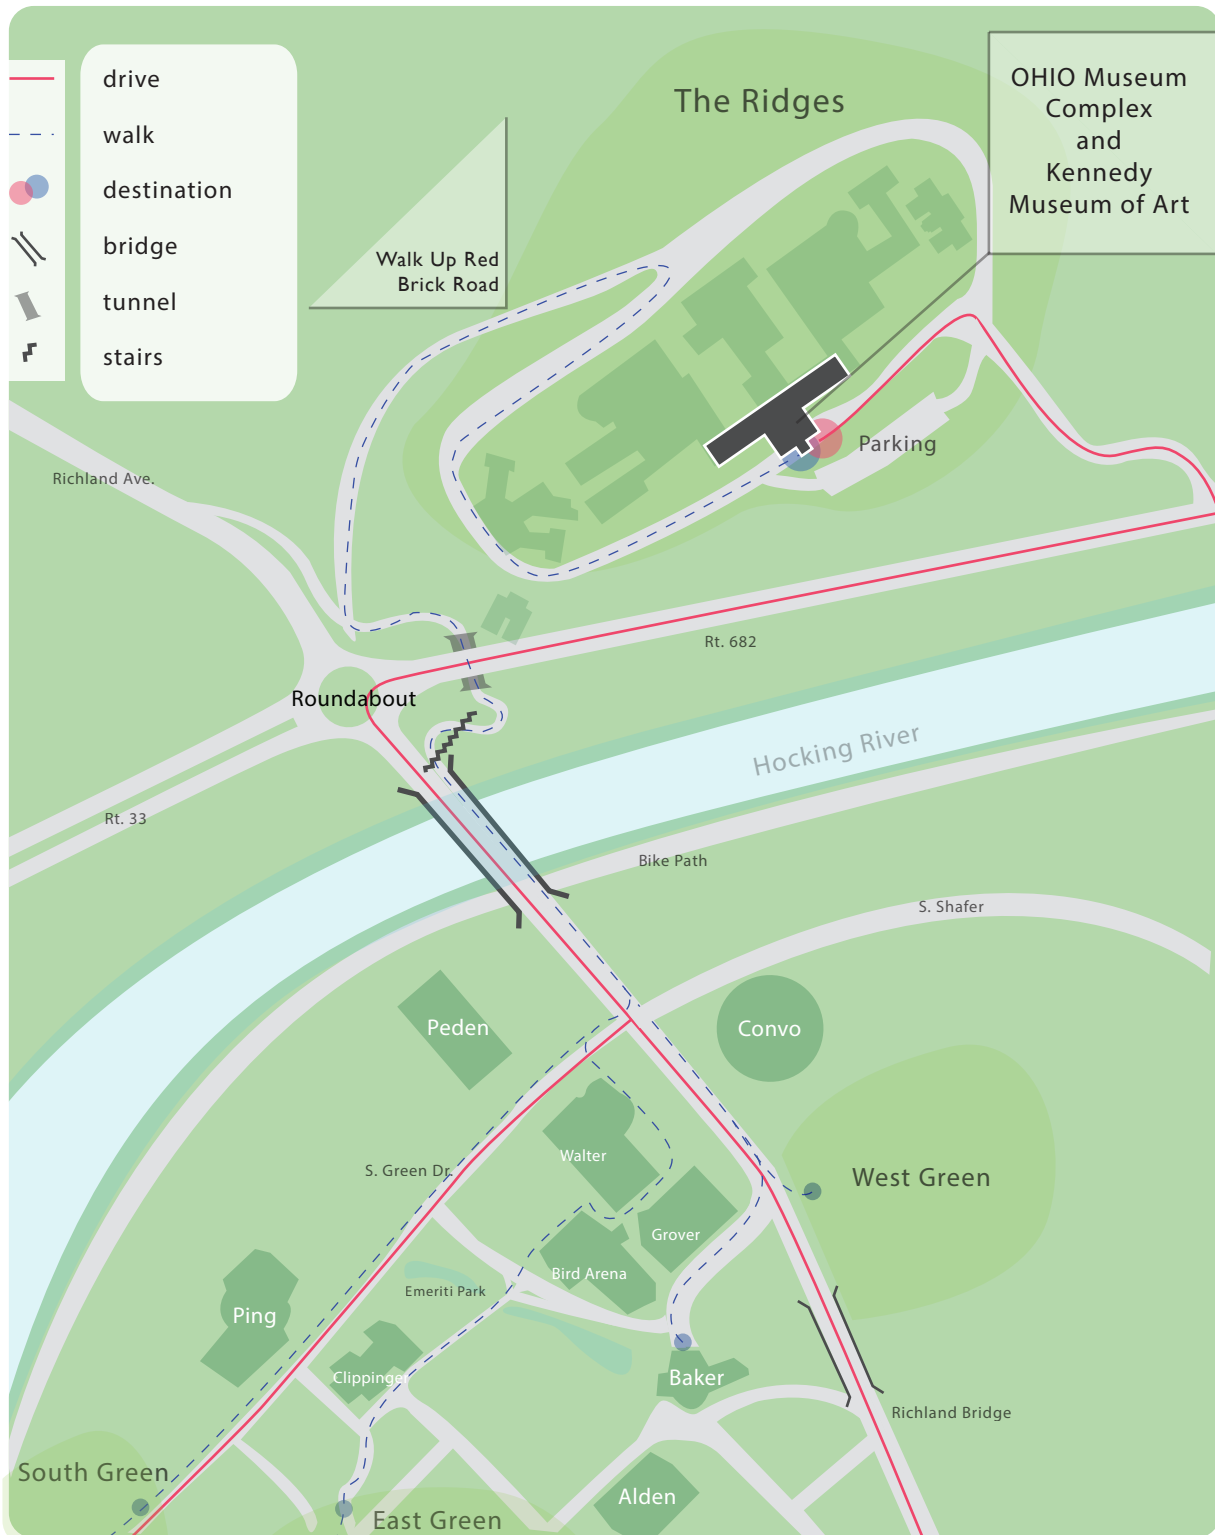 drive
walk
destination
bridge
tunnel
stairs
The Ridges
OHIO Museum
Complex
and
Kennedy
Museum of Art
Walk Up Red
Brick Road
Parking
Richland Ave.
Rt. 682
Roundabout
Hocking River
Rt. 33
Bike Path
S. Shafer
Peden
Convo
Walter
S. Green Dr.
West Green
Grover
Bird Arena
Emeriti Park
Ping
Clippinger
Baker
Richland Bridge
South Green
Alden
East Green